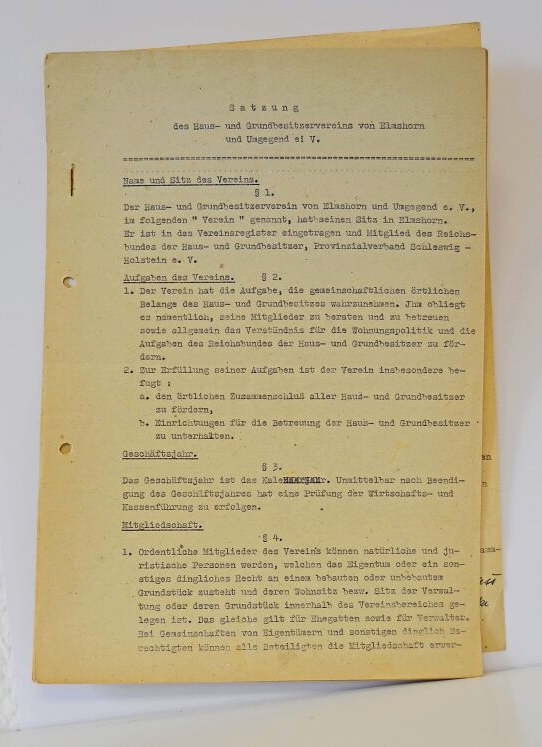 S a t z u n g
des Haus- und Grundbesitzervereins von Elmshorn
und Umgegend e! V.
Name und Sitz des Vereins.
§ 1.
Der Haus- und Grundbesitzerverein von Elmshorn und Umgegend e. V.,
im folgenden " Verein " genannt, hat seinen Sitz in Elmshorn.
Er ist in das Vereinsregister eingetragen und Mitglied des Reichs-
bundes der Haus- und Grundbesitzer, Provinzialverband Schleswig -
Holstein e. V.
Aufgaben des Vereins. § 2.
1. Der Verein hat die Aufgabe, die gemeinschaftlichen örtlichen
Belange des Haus- und Grundbesitzes wahrzunehmen. Jhm obliegt
es namentlich, seine Mitglieder zu beraten und zu betreuen
sowie allgemein das Verständnis für die Wohnungspolitik und die
Aufgaben des Reichsbundes der Haus- und Grundbesitzer zu för-
dern.
2. Zur Erfüllung seiner Aufgaben ist der Verein insbesondere be-
fugt :
a. den örtlichen Zusammenschluß aller Haus- und Grundbesitzer
zu fördern,
b. Einrichtungen für die Betreuung der Haus- und Grundbesitzer
zu unterhalten.
Geschäftsjahr.
§ 3.
Das Geschäftsjahr ist das Kalenderjahr. Unmittelbar nach Beendi-
gung des Geschäftsjahres hat eine Prüfung der Wirtschafts- und
Kassenführung zu erfolgen.
Mitgliedschaft.
§ 4.
1. Ordentliche Mitglieder des Vereins können natürliche und ju-
ristische Personen werden, welchen das Eigentum oder ein son-
stiges dingliches Recht an einem bebauten oder unbebautem
Grundstück zusteht und deren Wohnsitz bezw. Sitz der Verwal-
tung oder deren Grundstück innerhalb des Vereinsbereiches ge-
legen ist. Das gleiche gilt für Ehegatten sowie für Verwalter.
Bei Gemeinschaften von Eigentümern und sonstigen dinglich Be-
rechtigten können alle Beteiligten die Mitgliedschaft erwer-